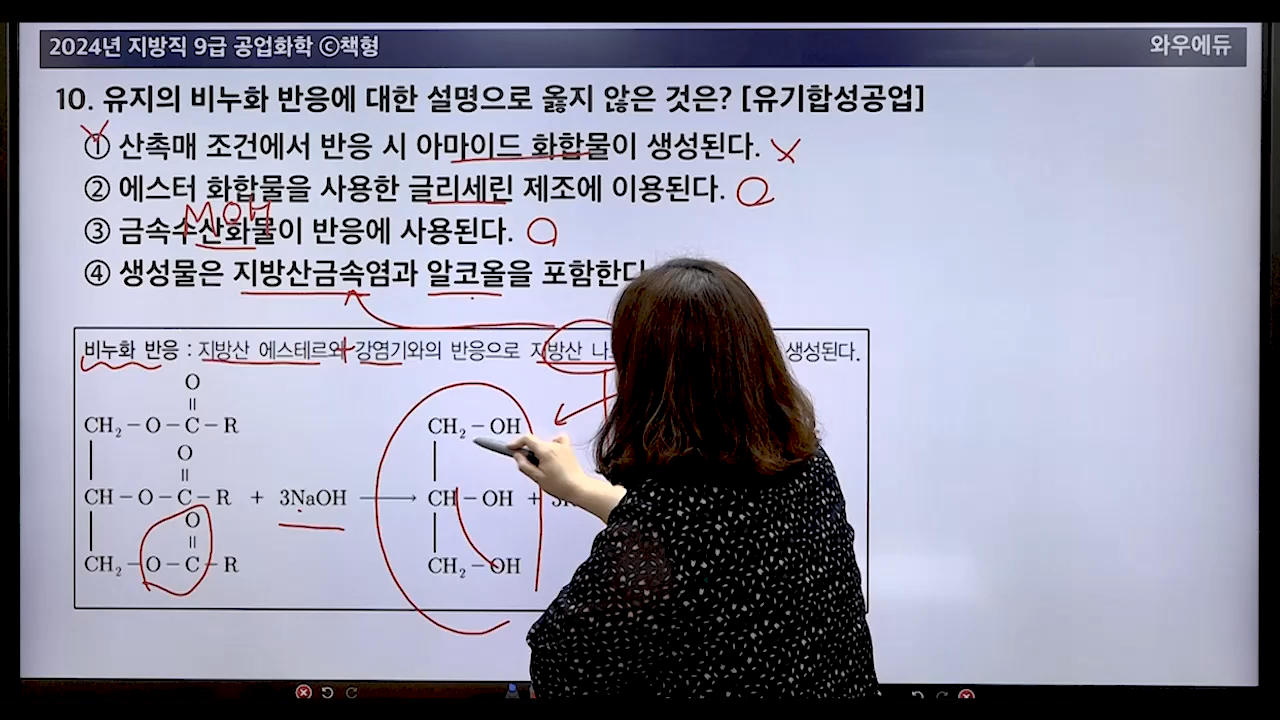 2024년 지방직 9급 공업화학 ⓒ책형
와우에듀
10. 유지의 비누화 반응에 대한 설명으로 옳지 않은 것은? [유기합성공업]
① 산촉매 조건에서 반응 시 아마이드 화합물이 생성된다. X
② 에스터 화합물을 사용한 글리세린 제조에 이용된다. O
MOH
③ 금속수산화물이 반응에 사용된다. O
④ 생성물은 지방산금속염과 알코올을 포함한다
비누화 반응 : 지방산 에스테르와 + 강염기와의 반응으로 지방산 나 생성된다.
O
॥
CH₂ – O – C – R CH₂ – OH
O
॥
CH – O – C – R + 3NaOH → CH – OH +
O
॥
CH₂ – O – C – R CH₂ – OH